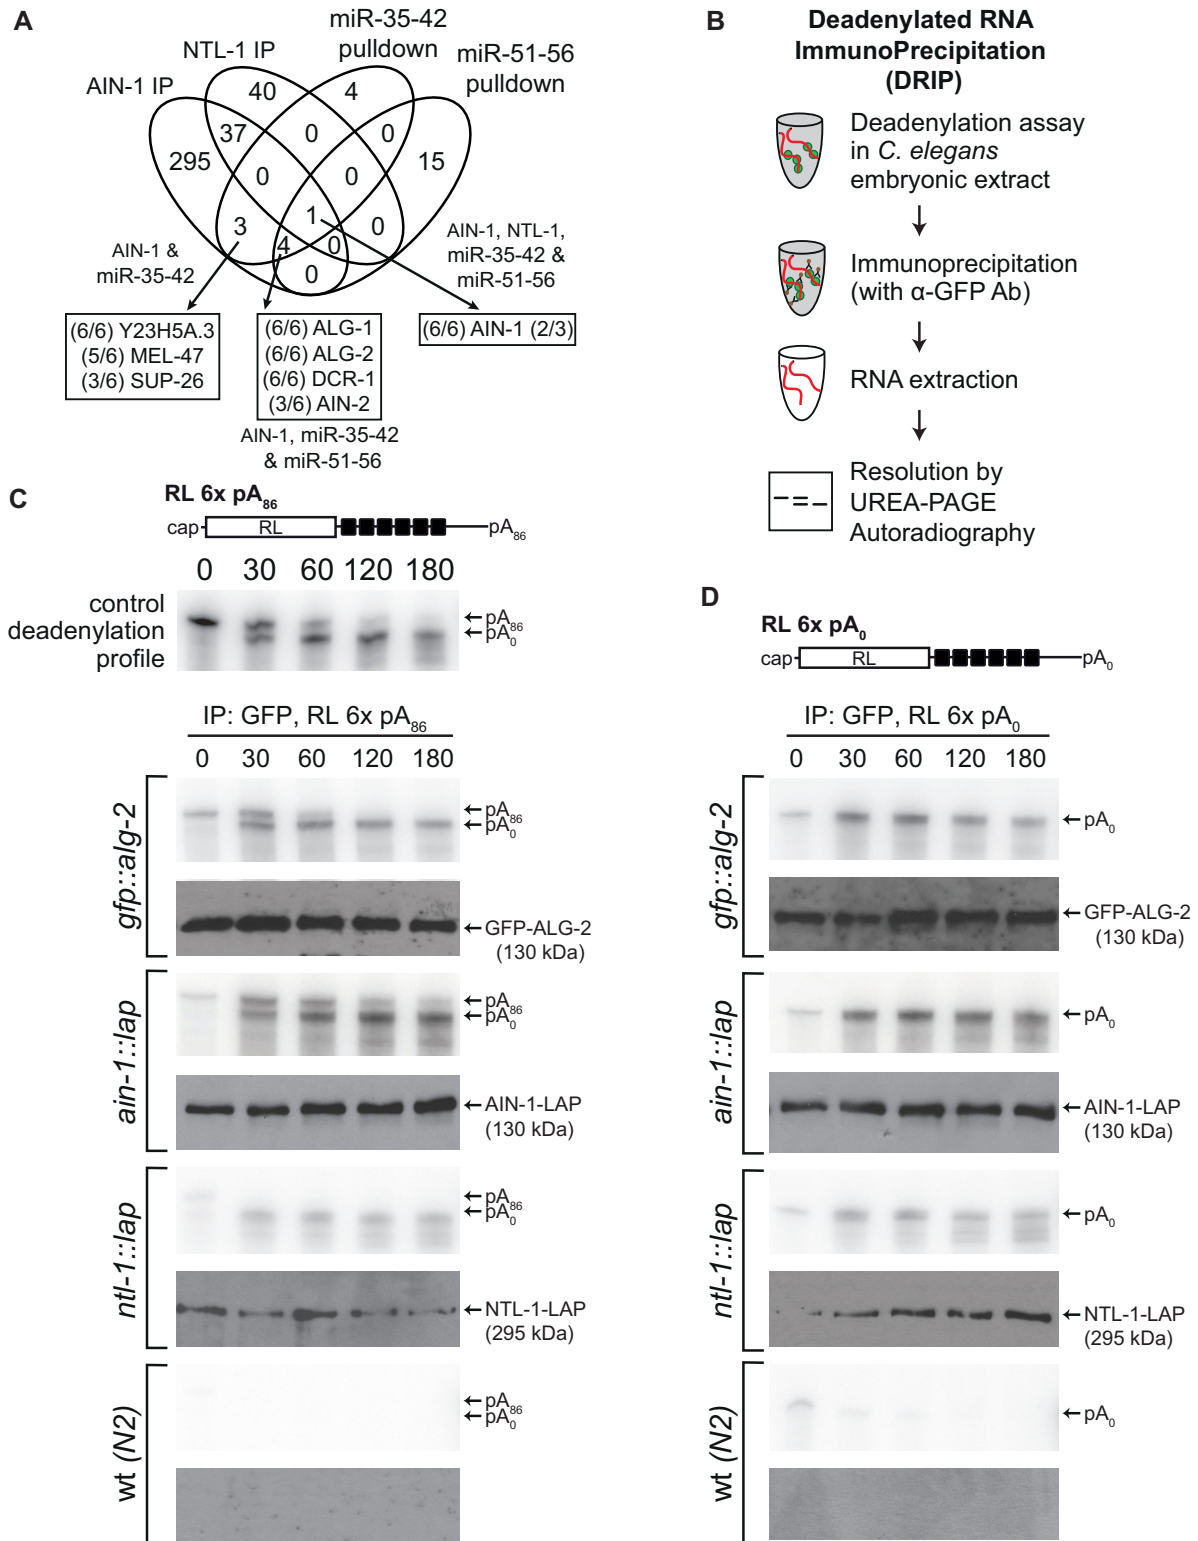 A
AIN-1 IP
NTL-1 IP
miR-35-42
pulldown
miR-51-56
pulldown
40
4
37
0
0
295
0
0
15
3
1
0
4
0
0
AIN-1 &
miR-35-42
AIN-1, NTL-1,
miR-35-42 &
miR-51-56
(6/6) Y23H5A.3
(5/6) MEL-47
(3/6) SUP-26
(6/6) ALG-1
(6/6) ALG-2
(6/6) DCR-1
(3/6) AIN-2
(6/6) AIN-1 (2/3)
AIN-1, miR-35-42
& miR-51-56
B
Deadenylated RNA
ImmunoPrecipitation
(DRIP)
Deadenylation assay
in C. elegans
embryonic extract
Immunoprecipitation
(with α-GFP Ab)
RNA extraction
Resolution by
UREA-PAGE
Autoradiography
C
RL 6x pA86
cap RL pA86
0 30 60 120 180
control
deadenylation
profile
pA86
pA0
IP: GFP, RL 6x pA86
0 30 60 120 180
gfp::alg-2
pA86
pA0
GFP-ALG-2
(130 kDa)
ain-1::lap
pA86
pA0
AIN-1-LAP
(130 kDa)
ntl-1::lap
pA86
pA0
NTL-1-LAP
(295 kDa)
wt (N2)
pA86
pA0
D
RL 6x pA0
cap RL pA0
IP: GFP, RL 6x pA0
0 30 60 120 180
gfp::alg-2
pA0
GFP-ALG-2
(130 kDa)
ain-1::lap
pA0
AIN-1-LAP
(130 kDa)
ntl-1::lap
pA0
NTL-1-LAP
(295 kDa)
wt (N2)
pA0